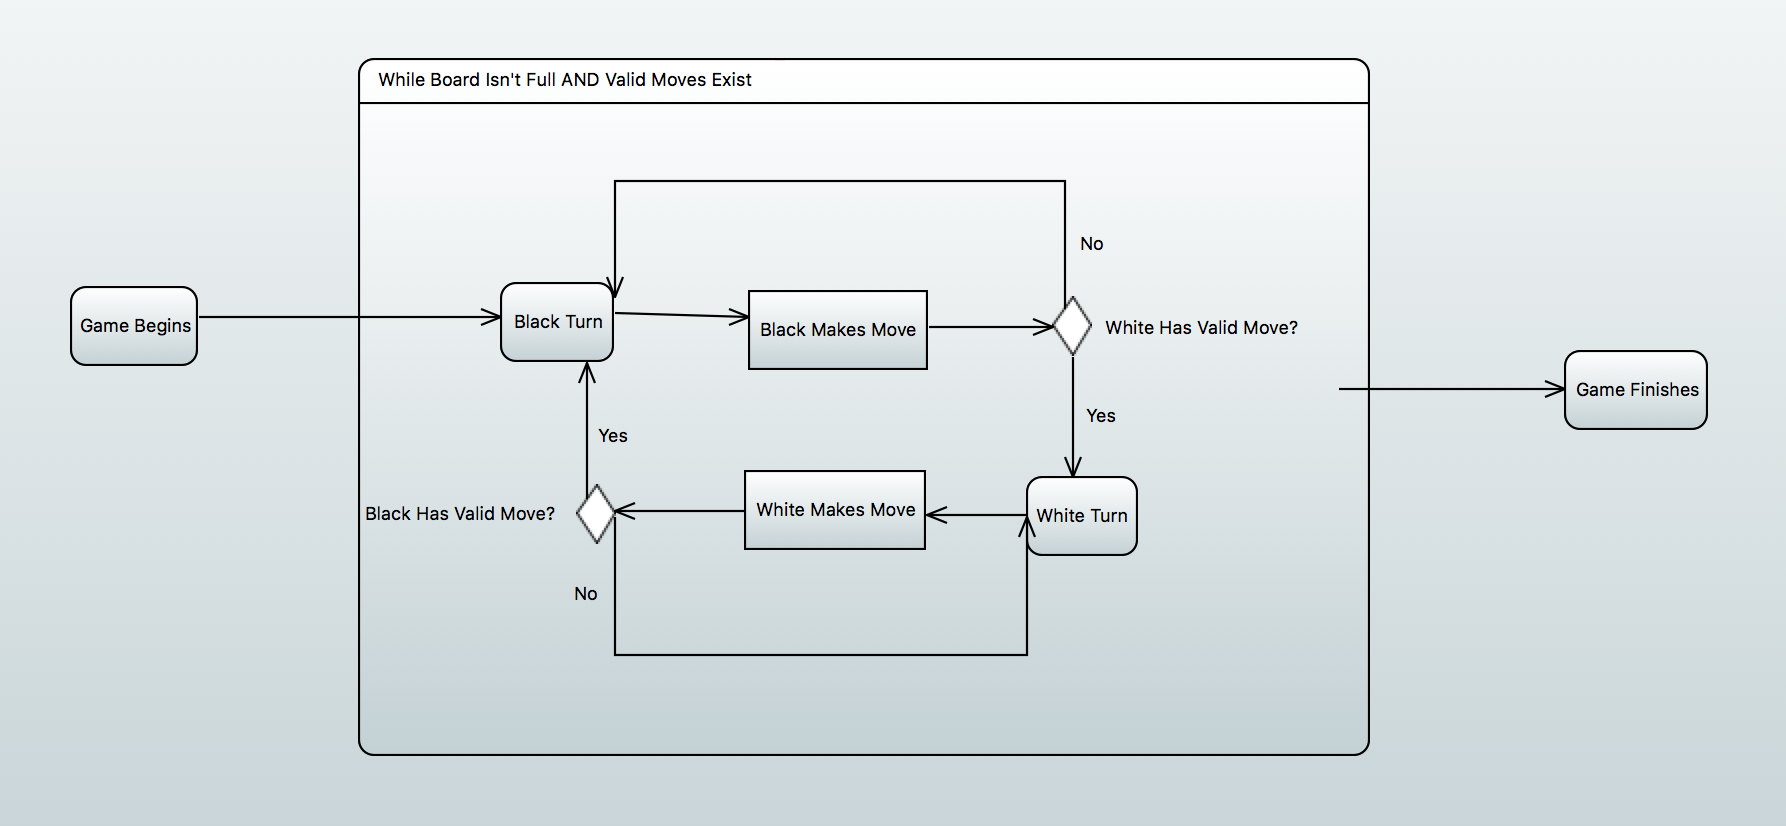 While Board Isn't Full AND Valid Moves Exist
No
Game Begins
Black Turn
Black Makes Move
White Has Valid Move?
Game Finishes
Yes
Yes
Black Has Valid Move?
White Makes Move
White Turn
No